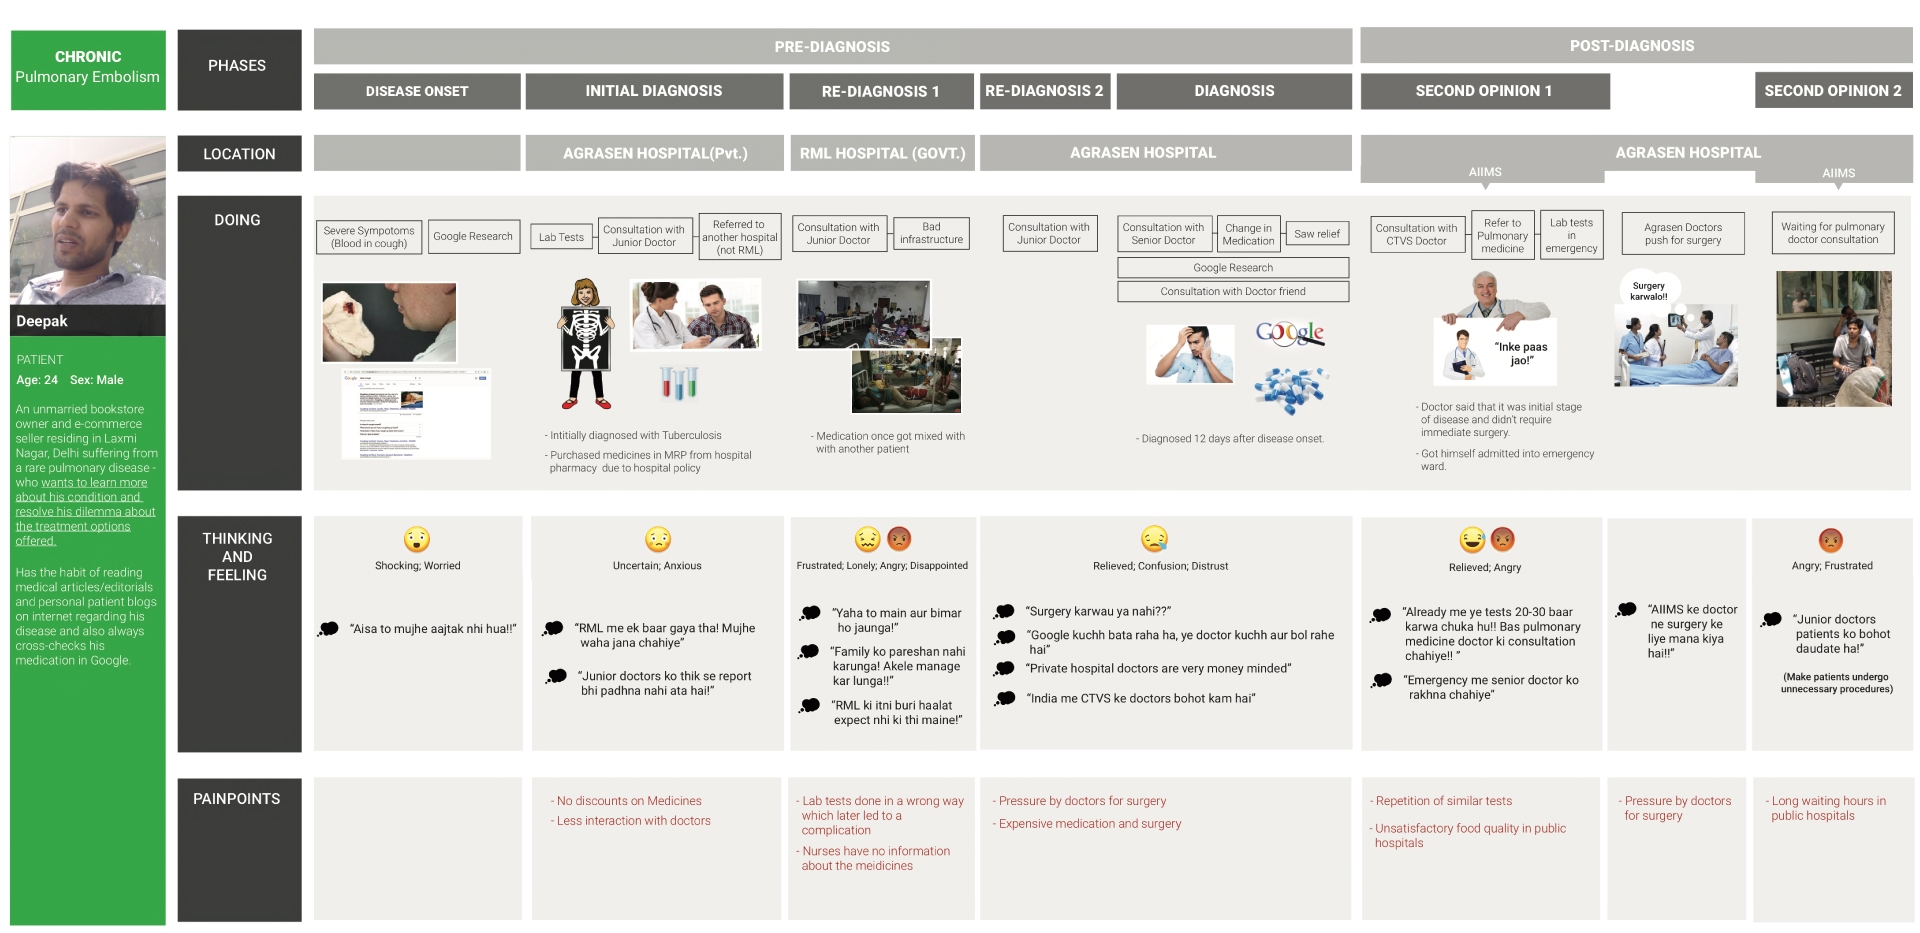 CHRONIC
Pulmonary Embolism
PHASES
PRE-DIAGNOSIS
POST-DIAGNOSIS
DISEASE ONSET
INITIAL DIAGNOSIS
RE-DIAGNOSIS 1
RE-DIAGNOSIS 2
DIAGNOSIS
SECOND OPINION 1
SECOND OPINION 2
LOCATION
AGRASEN HOSPITAL(Pvt.)
RML HOSPITAL (GOVT.)
AGRASEN HOSPITAL
AGRASEN HOSPITAL
AIIMS
AIIMS
Deepak
PATIENT
Age: 24 Sex: Male
An unmarried bookstore
owner and e-commerce
seller residing in Laxmi
Nagar, Delhi suffering from
a rare pulmonary disease -
who wants to learn more
about his condition and
resolve his dilemma about
the treatment options
offered.
Has the habit of reading
medical articles/editorials
and personal patient blogs
on internet regarding his
disease and also always
cross-checks his
medication in Google.
DOING
Severe Sympotoms
(Blood in cough)
Google Research
Lab Tests
Consultation with
Junior Doctor
Referred to
another hospital
(not RML)
- Intitially diagnosed with Tuberculosis
- Purchased medicines in MRP from hospital
pharmacy due to hospital policy
Consultation with
Junior Doctor
Bad
infrastructure
- Medication once got mixed with
with another patient
Consultation with
Junior Doctor
Consultation with
Senior Doctor
Change in
Medication
Saw relief
Google Research
Consultation with Doctor friend
Google
- Diagnosed 12 days after disease onset.
Consultation with
CTVS Doctor
Refer to
Pulmonary
medicine
Lab tests
in
emergency
"Inke paas
jao!"
- Doctor said that it was initial stage
of disease and didn't require
immediate surgery.
- Got himself admitted into emergency
ward.
Agrasen Doctors
push for surgery
Surgery
karwalo!!
Waiting for pulmonary
doctor consultation
THINKING
AND
FEELING
Shocking; Worried
"Aisa to mujhe aajtak nhi hua!!"
Uncertain; Anxious
"RML me ek baar gaya tha! Mujhe
waha jana chahiye"
"Junior doctors ko thik se report
bhi padhna nahi ata hai!"
Frustrated; Lonely; Angry; Disappointed
"Yaha to main aur bimar
ho jaunga!"
"Family ko pareshan nahi
karunga! Akele manage
kar lunga!!"
"RML ki itni buri haalat
expect nhi ki thi maine!"
Relieved; Confusion; Distrust
"Surgery karwau ya nahi??"
"Google kuchh bata raha ha, ye doctor kuchh aur bol rahe
hai"
"Private hospital doctors are very money minded"
"India me CTVS ke doctors bohot kam hai"
Relieved; Angry
"Already me ye tests 20-30 baar
karwa chuka hu!! Bas pulmonary
medicine doctor ki consultation
chahiye!! "
"Emergency me senior doctor ko
rakhna chahiye"
"AIIMS ke doctor
ne surgery ke
liye mana kiya
hai!!"
Angry; Frustrated
"Junior doctors
patients ko bohot
daudate ha!"
(Make patients undergo
unnecessary procedures)
PAINPOINTS
- No discounts on Medicines
- Less interaction with doctors
- Lab tests done in a wrong way
which later led to a
complication
- Nurses have no information
about the meidicines
- Pressure by doctors for surgery
- Expensive medication and surgery
- Repetition of similar tests
- Unsatisfactory food quality in public
hospitals
- Pressure by doctors
for surgery
- Long waiting hours in
public hospitals